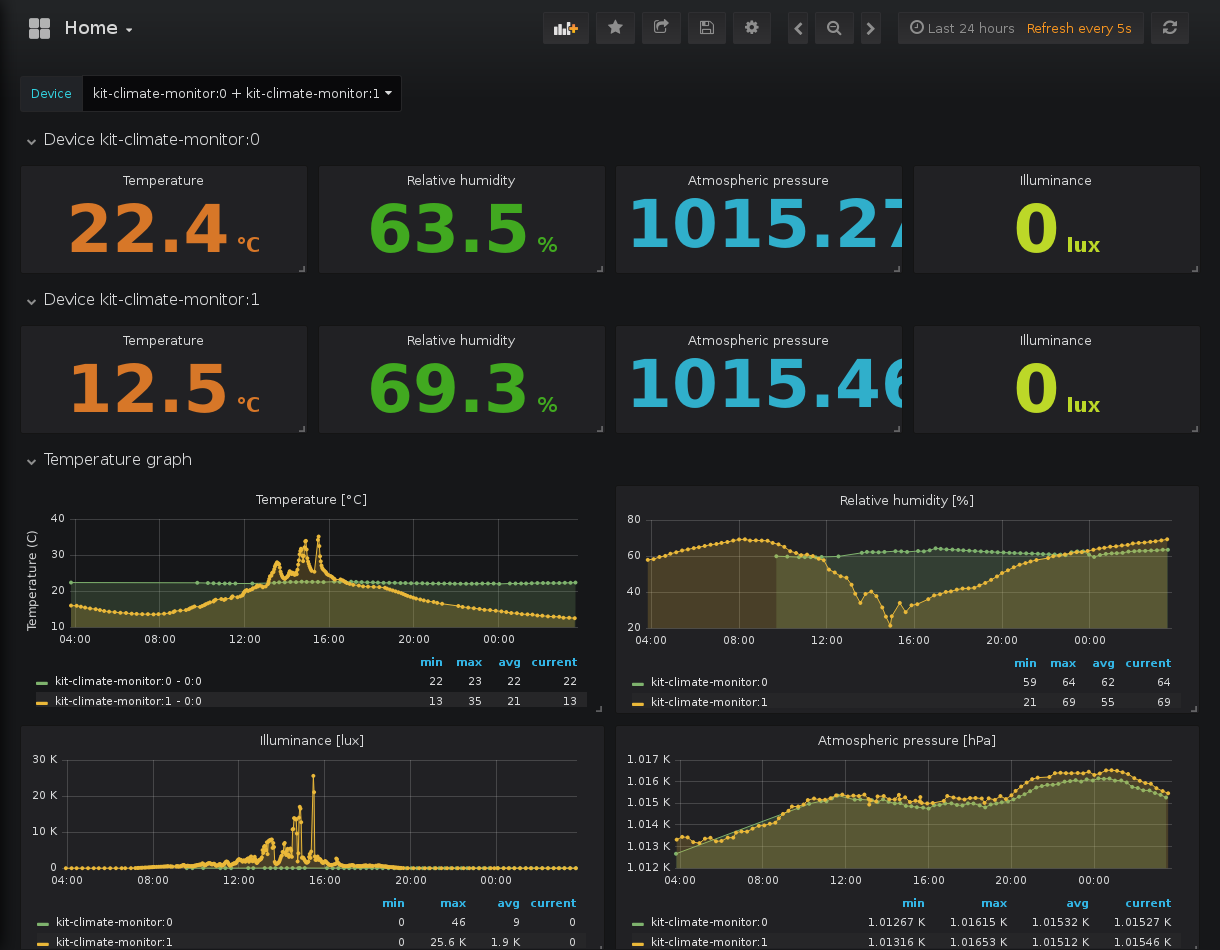 Home
Last 24 hours Refresh every 5s
Device kit-climate-monitor:0 + kit-climate-monitor:1
Device kit-climate-monitor:0
Temperature Relative humidity Atmospheric pressure Illuminance
22.4 °C 63.5 % 1015.27 0 lux
Device kit-climate-monitor:1
Temperature Relative humidity Atmospheric pressure Illuminance
12.5 °C 69.3 % 1015.46 0 lux
Temperature graph
Temperature [°C]
Temperature (C)
40
30
20
10
04:00 08:00 12:00 16:00 20:00 00:00
min max avg current
kit-climate-monitor:0 - 0:0 22 23 22 22
kit-climate-monitor:1 - 0:0 13 35 21 13
Relative humidity [%]
80
60
40
20
04:00 08:00 12:00 16:00 20:00 00:00
min max avg current
kit-climate-monitor:0 59 64 62 64
kit-climate-monitor:1 21 69 55 69
Illuminance [lux]
30 K
20 K
10 K
0
04:00 08:00 12:00 16:00 20:00 00:00
min max avg current
kit-climate-monitor:0 0 46 9 0
kit-climate-monitor:1 0 25.6 K 1.9 K 0
Atmospheric pressure [hPa]
1.017 K
1.016 K
1.015 K
1.014 K
1.013 K
1.012 K
04:00 08:00 12:00 16:00 20:00 00:00
min max avg current
kit-climate-monitor:0 1.01267 K 1.01615 K 1.01532 K 1.01527 K
kit-climate-monitor:1 1.01316 K 1.01653 K 1.01512 K 1.01546 K